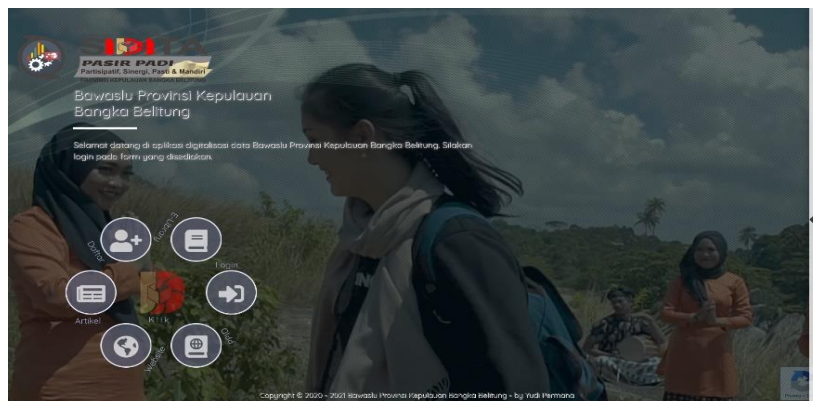 SIDITA
PASIR PADI
Partisipatif, Sinergi, Pasti & Mandiri
Bawaslu Provinsi Kepulauan
Bangka Belitung
Selamat datang di aplikasi digitalisasi data Bawaslu Provinsi Kepulauan Bangka Belitung. Silakan
login pada form yang disediakan.
Daftar
Login
Artikel
Klik
Website
Copyright © 2020 - 2021 Bawaslu Provinsi Kepulauan Bangka Belitung - by Yudi Permana